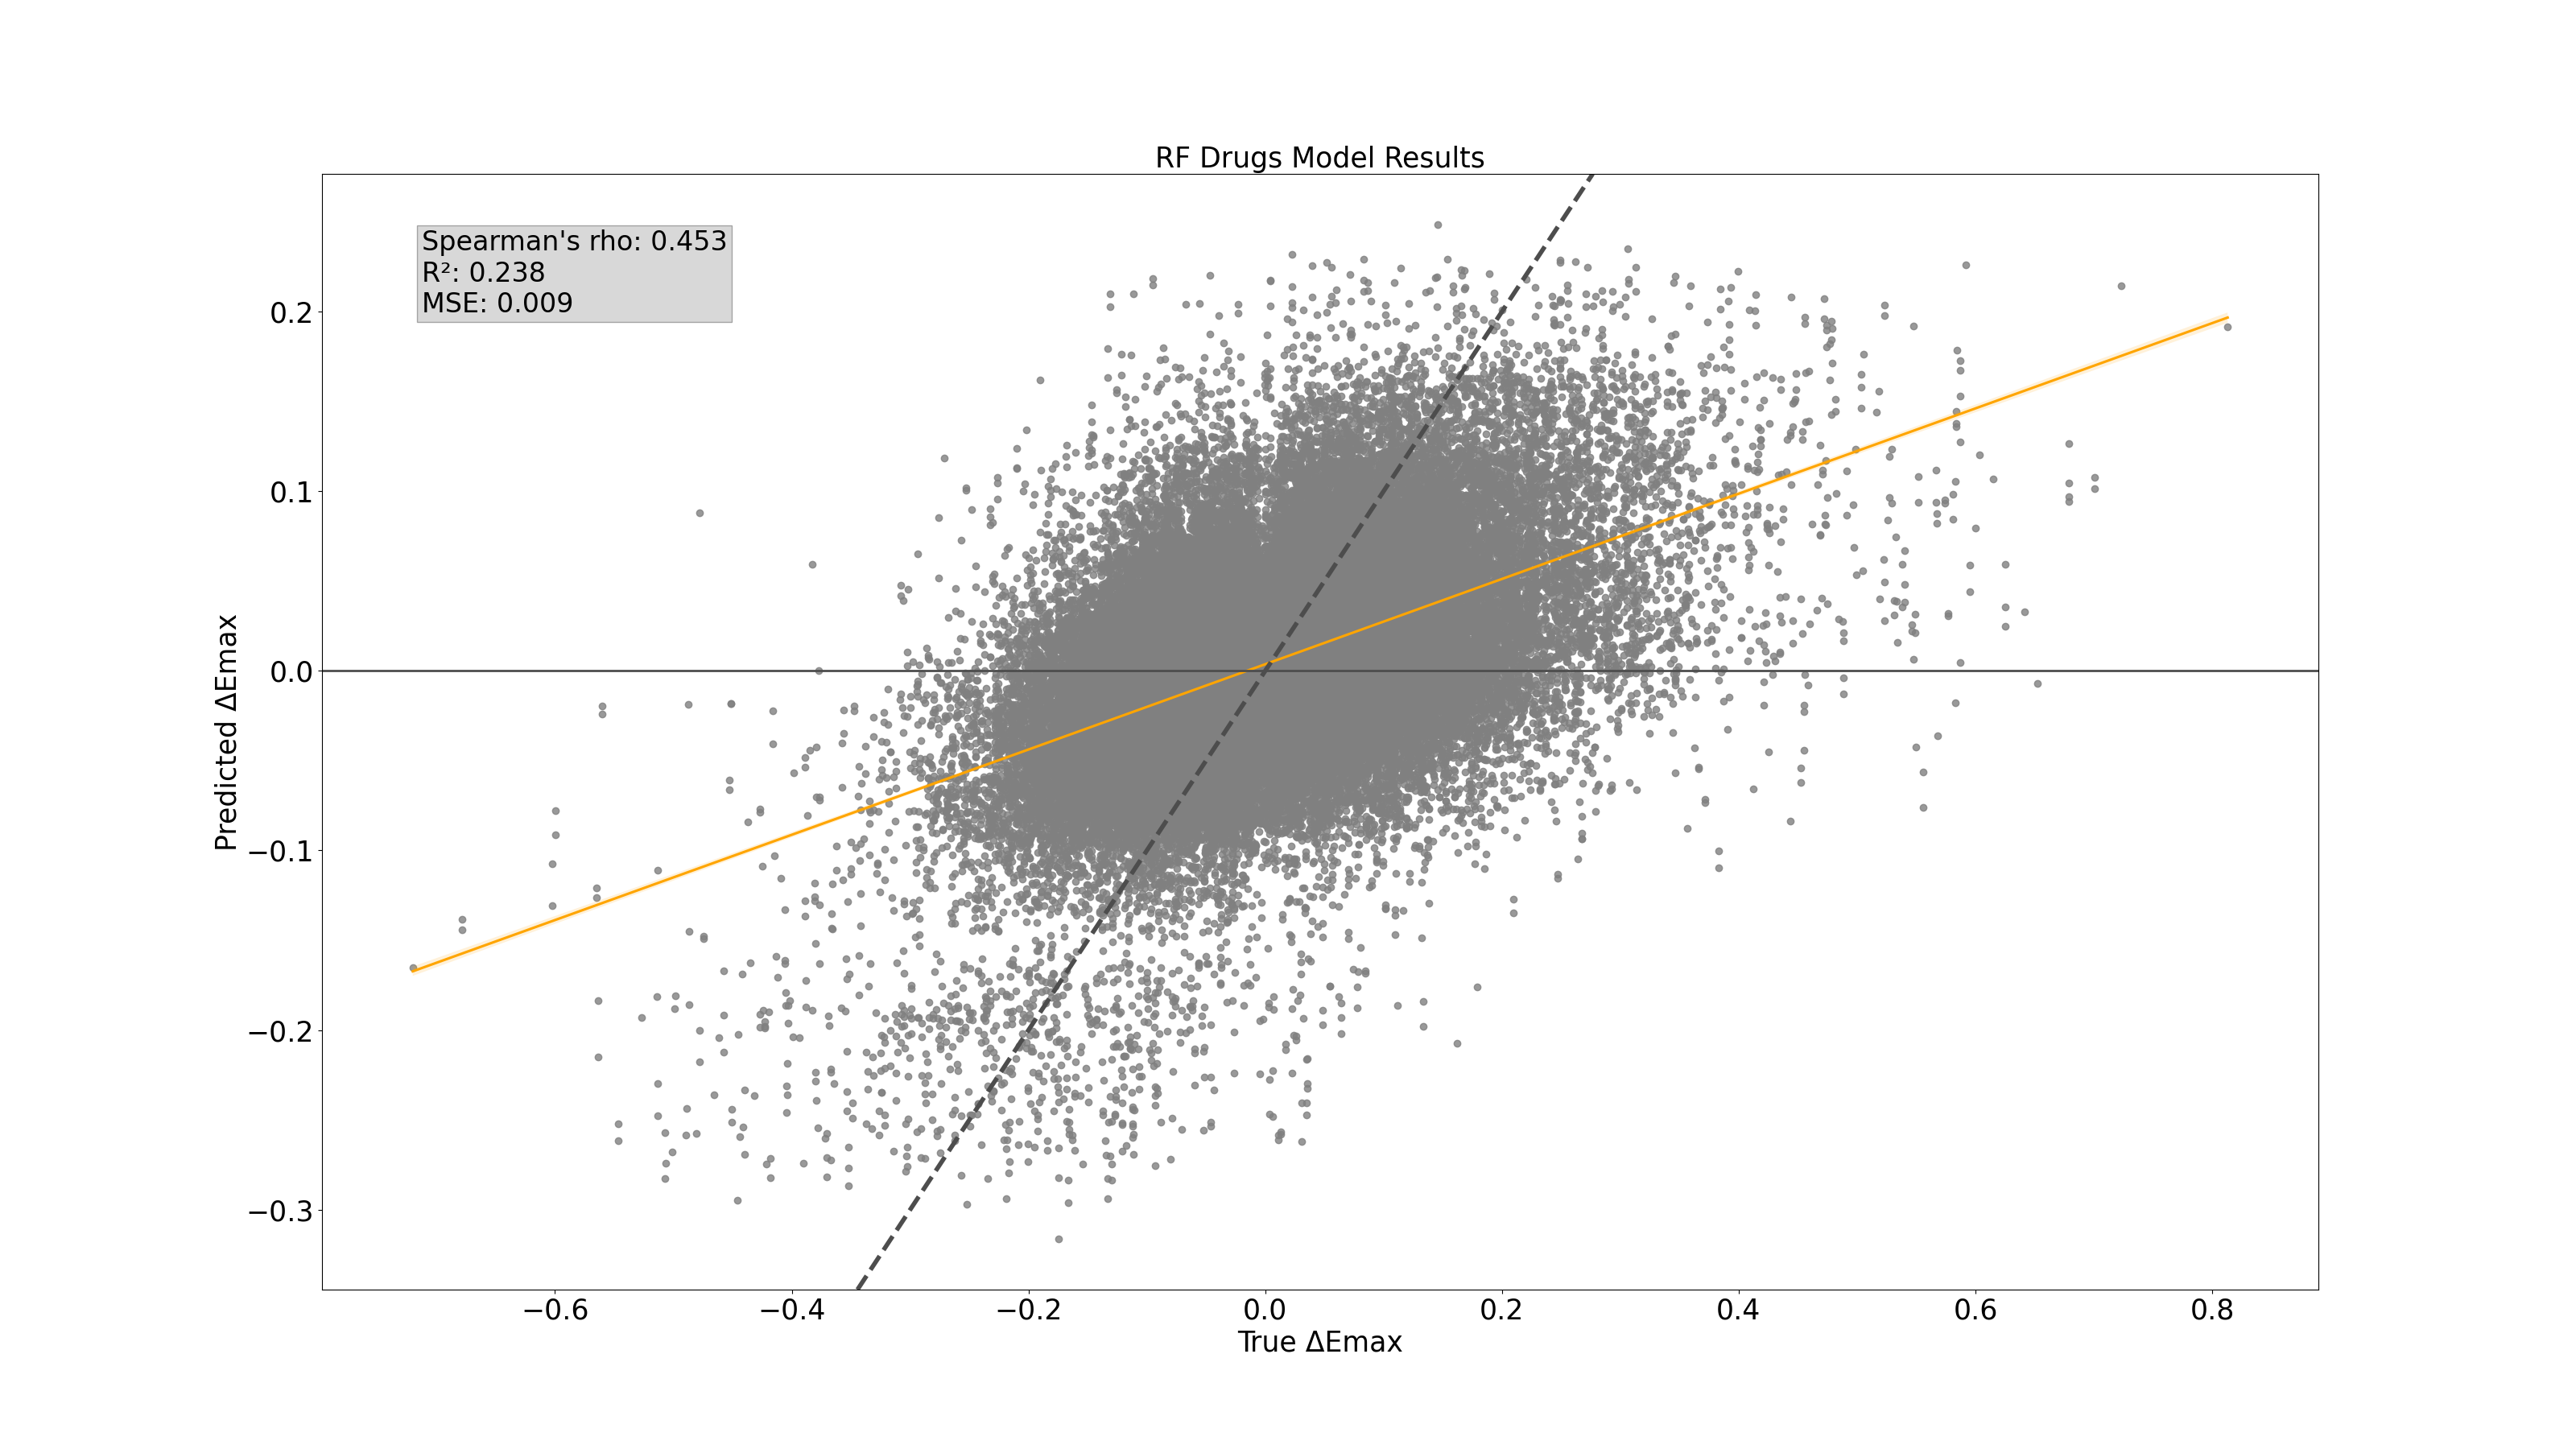 RF Drugs Model Results
Spearman's rho: 0.453
R²: 0.238
MSE: 0.009
Predicted ΔEmax
0.2
0.1
0.0
−0.1
−0.2
−0.3
−0.6 −0.4 −0.2 0.0 0.2 0.4 0.6 0.8
True ΔEmax